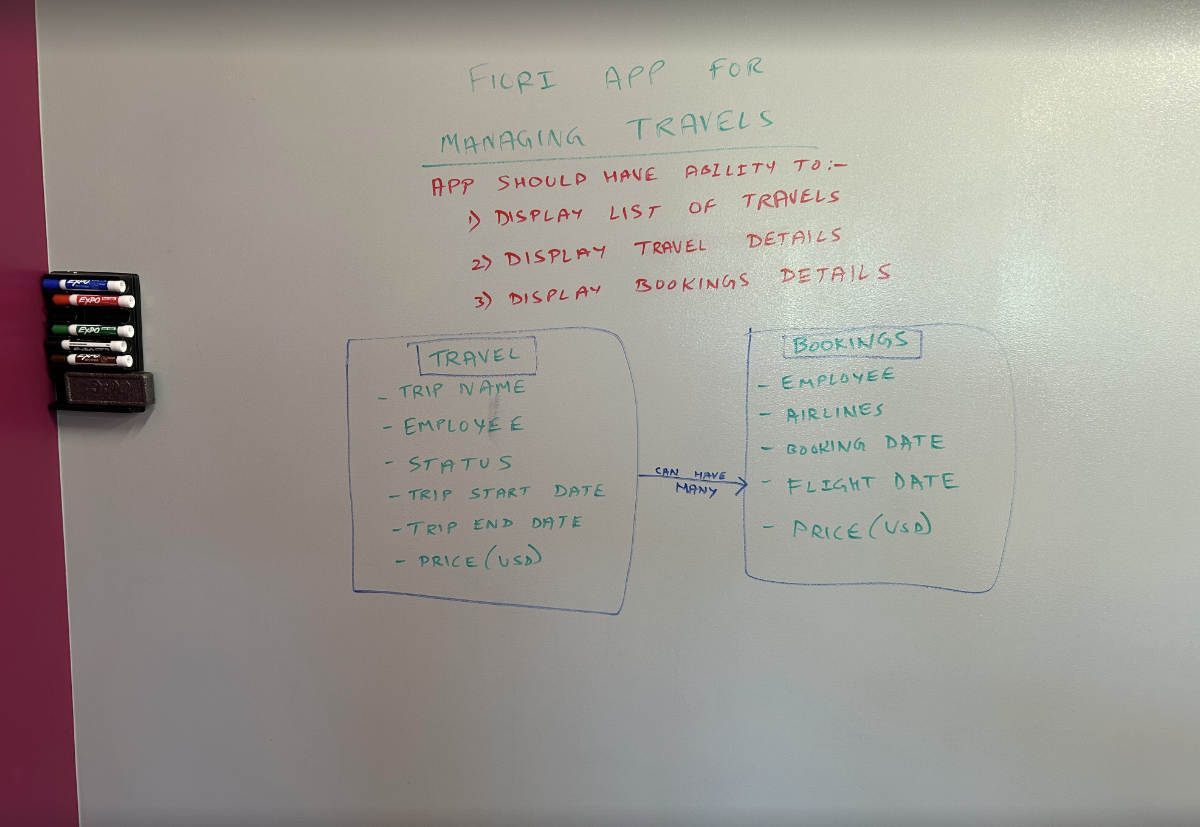 FIORI APP FOR
MANAGING TRAVELS
APP SHOULD HAVE ABILITY TO:-
1) DISPLAY LIST OF TRAVELS
2) DISPLAY TRAVEL DETAILS
3) DISPLAY BOOKINGS DETAILS
TRAVEL
- TRIP NAME
- EMPLOYEE
- STATUS
- TRIP START DATE
- TRIP END DATE
- PRICE (USD)
CAN HAVE
MANY
BOOKINGS
- EMPLOYEE
- AIRLINES
- BOOKING DATE
- FLIGHT DATE
- PRICE (USD)
EXPO
EXPO
EXPO
EXPO
EXPO